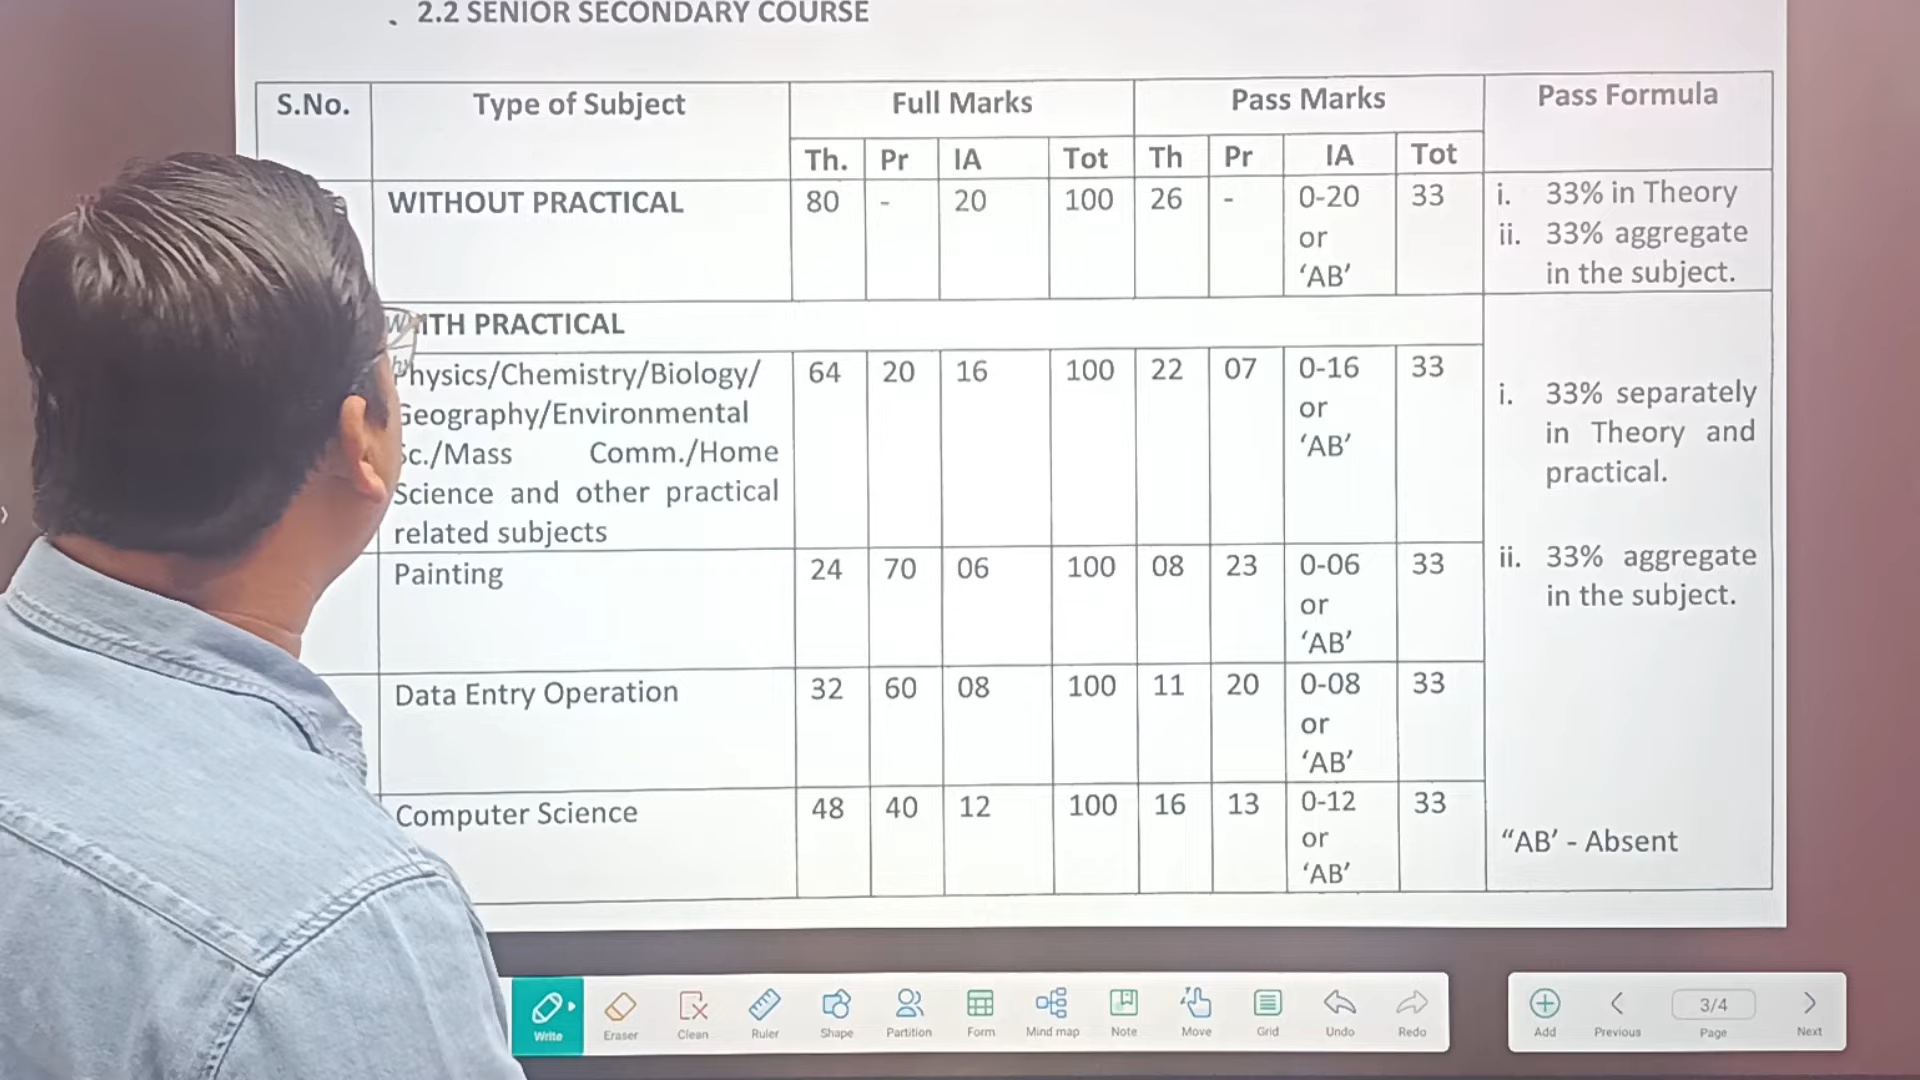 . 2.2 SENIOR SECONDARY COURSE
S.No. Type of Subject Full Marks Pass Marks Pass Formula
Th. Pr IA Tot Th Pr IA Tot
WITHOUT PRACTICAL 80 - 20 100 26 - 0-20 33 i. 33% in Theory
or ii. 33% aggregate
'AB' in the subject.
WITH PRACTICAL
Physics/Chemistry/Biology/ 64 20 16 100 22 07 0-16 33 i. 33% separately
Geography/Environmental or in Theory and
Sc./Mass Comm./Home 'AB' practical.
Science and other practical
related subjects
Painting 24 70 06 100 08 23 0-06 33 ii. 33% aggregate
or in the subject.
'AB'
Data Entry Operation 32 60 08 100 11 20 0-08 33
or
'AB'
Computer Science 48 40 12 100 16 13 0-12 33
or "AB' - Absent
'AB'
Write Eraser Clean Ruler Shape Partition Form Mind map Note Move Grid Undo Redo
3/4
Add Previous Page Next